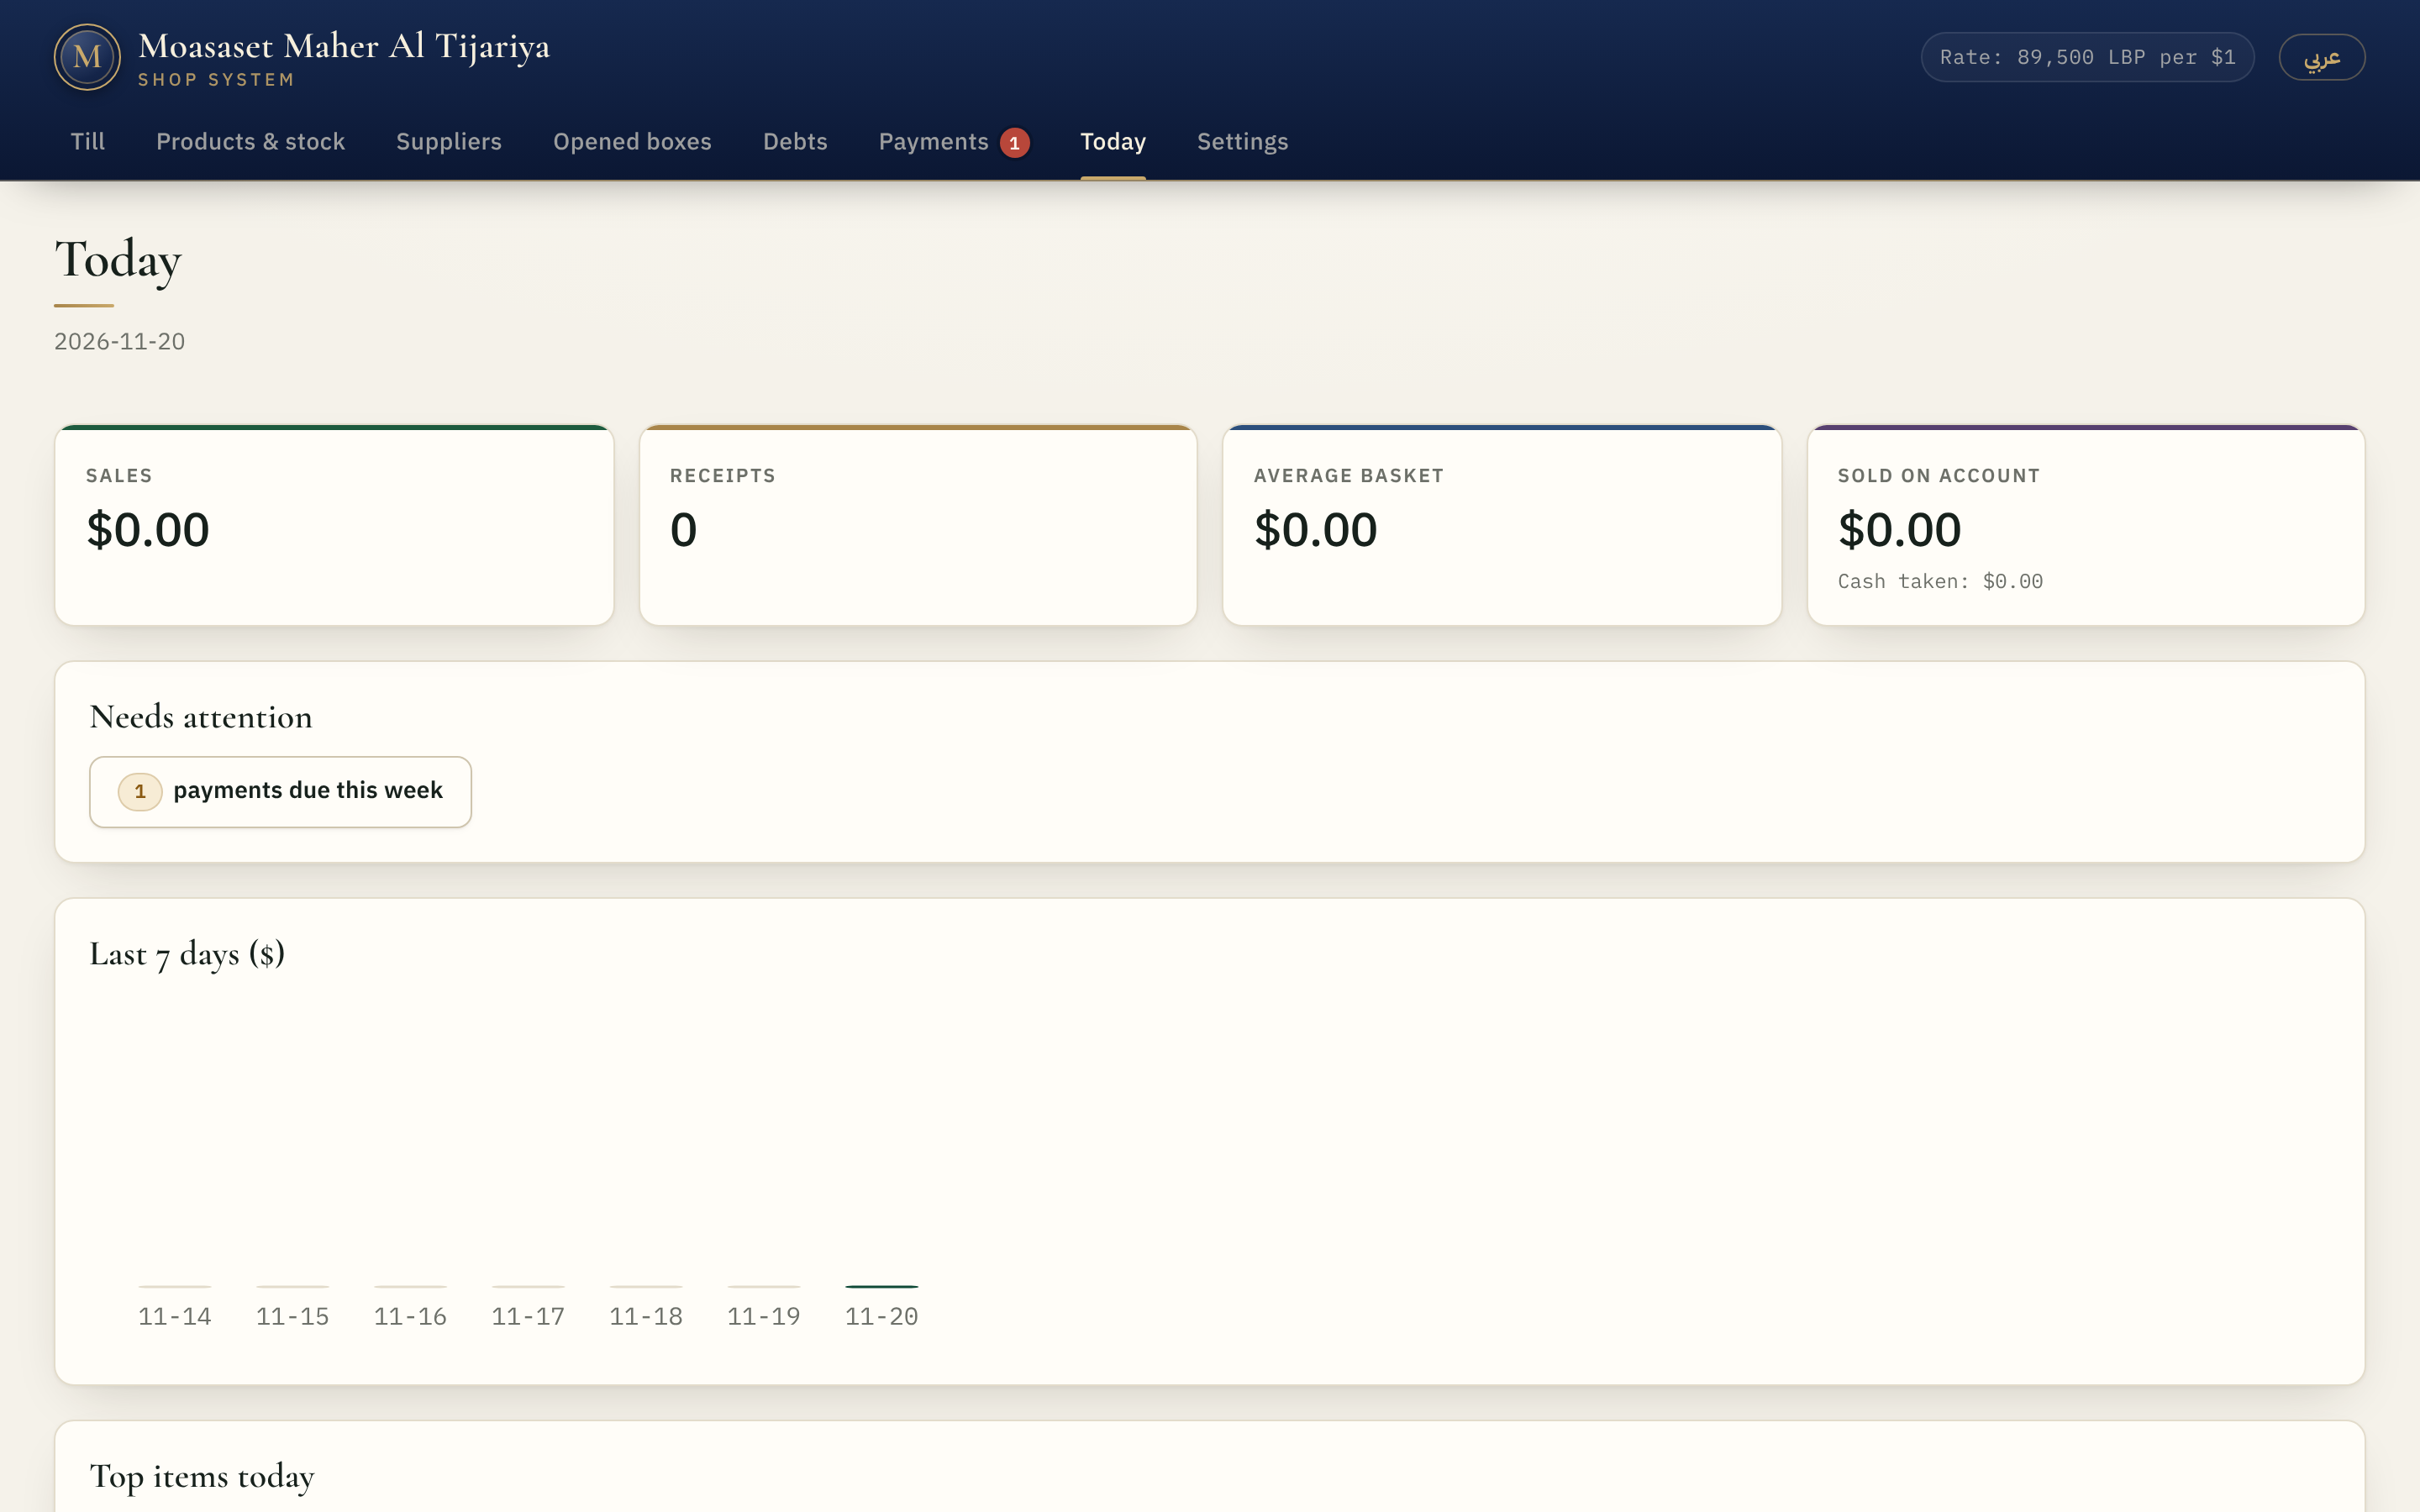 M
Moasaset Maher Al Tijariya
SHOP SYSTEM
Rate: 89,500 LBP per $1
عربي
Till
Products & stock
Suppliers
Opened boxes
Debts
Payments 1
Today
Settings
Today
2026-11-20
SALES
$0.00
RECEIPTS
0
AVERAGE BASKET
$0.00
SOLD ON ACCOUNT
$0.00
Cash taken: $0.00
Needs attention
1 payments due this week
Last 7 days ($)
11-14
11-15
11-16
11-17
11-18
11-19
11-20
Top items today